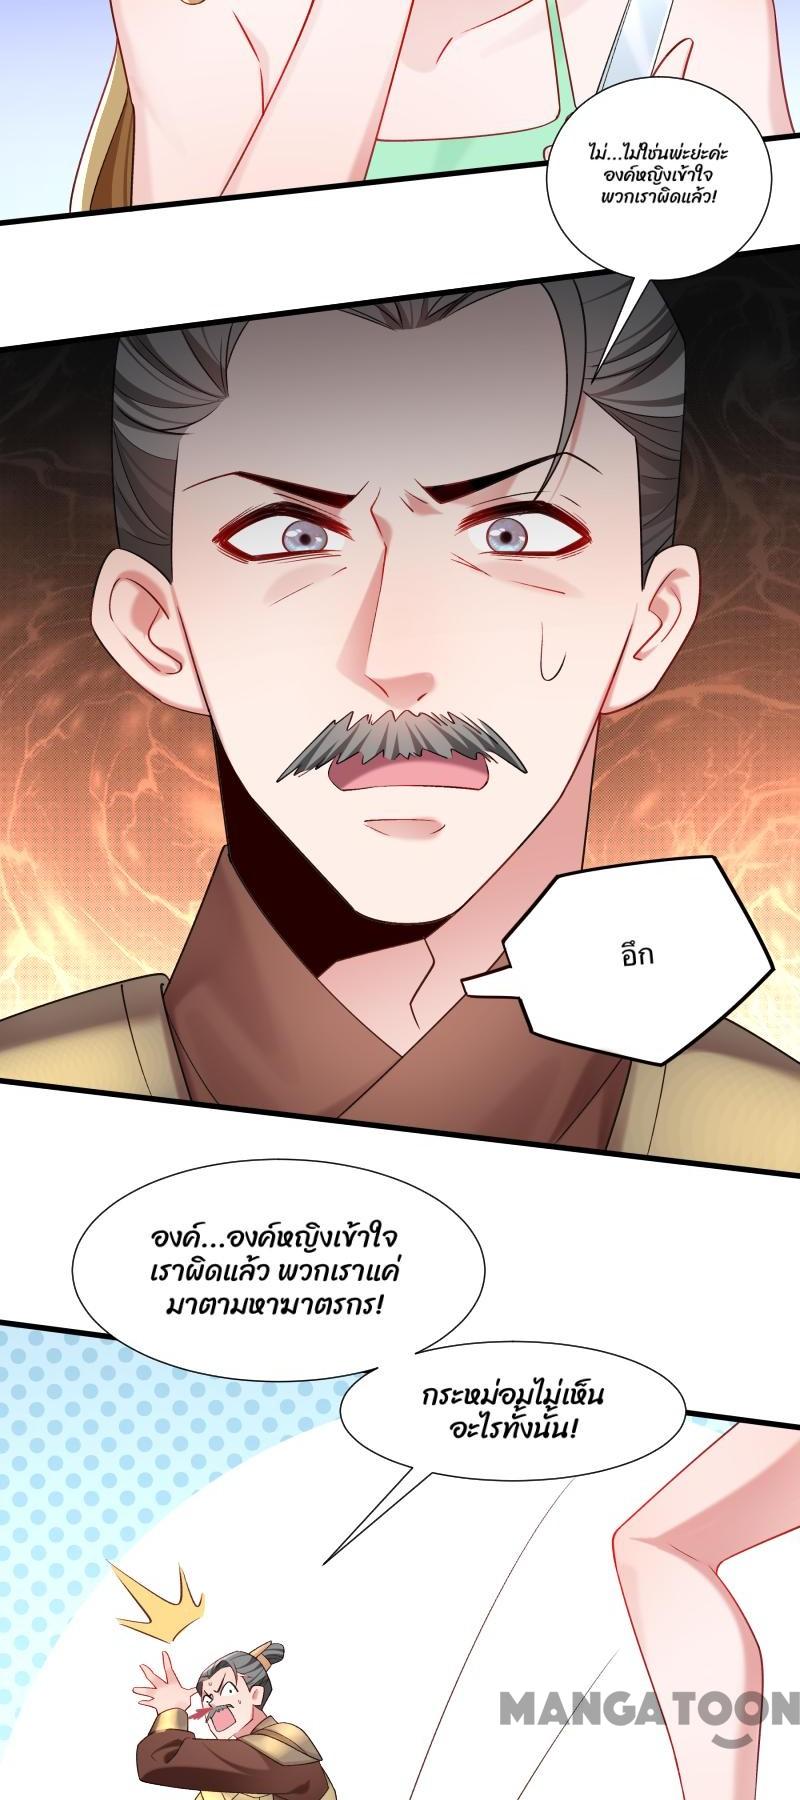 ไม่...ไม่ใช่นพ่ะย่ะค่ะ
องค์หญิงเข้าใจ
พวกเราผิดแล้ว!
อึก
องค์...องค์หญิงเข้าใจ
เราผิดแล้ว พวกเราแค่
มาตามหาฆาตรกร!
กระหม่อมไม่เห็น
อะไรทั้งนั้น!
MANGATOON